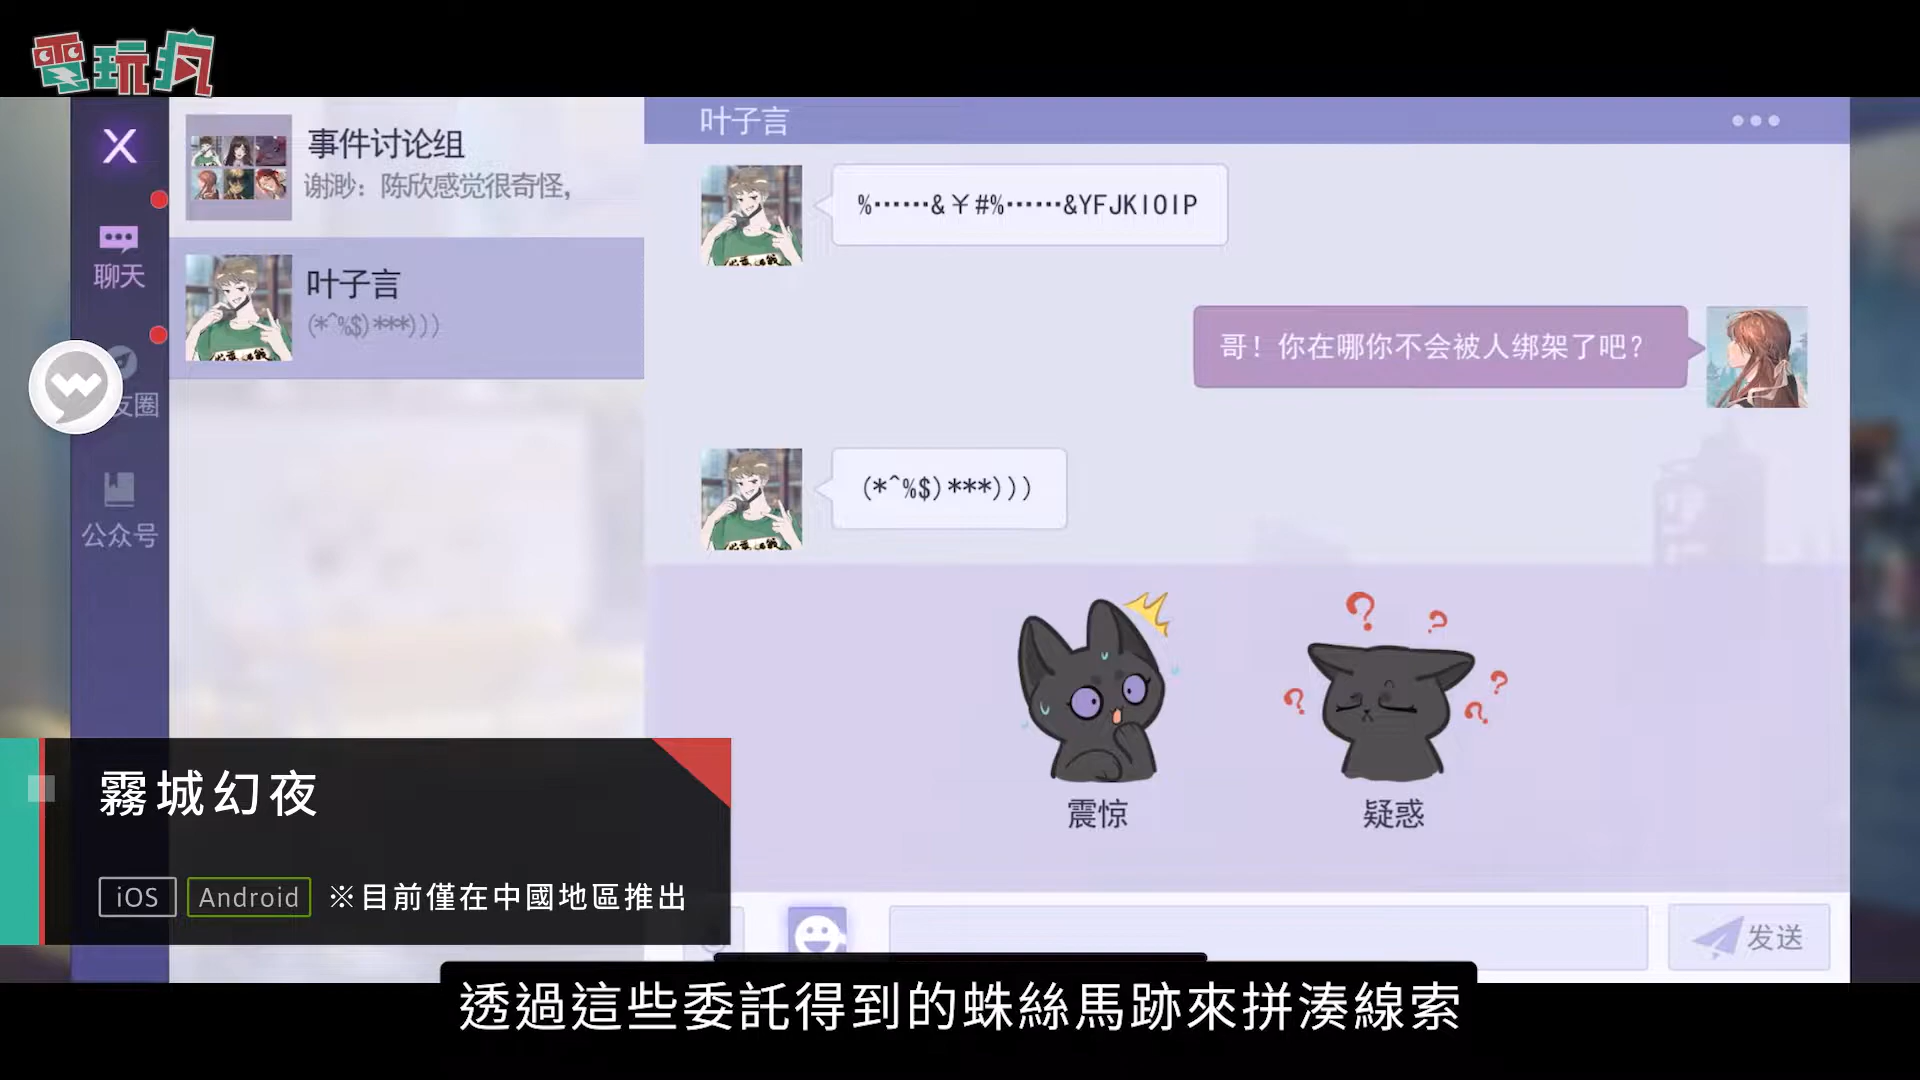 電玩瘋
X
聊天
友圈
公众号
事件讨论组
谢渺：陈欣感觉很奇怪，
叶子言
(*^%$)***)))
叶子言
%……&￥#%……&YFJKIOIP
哥！你在哪你不会被人绑架了吧？
(*^%$)***)))
震惊
疑惑
发送
霧城幻夜
iOS Android ※目前僅在中國地區推出
透過這些委託得到的蛛絲馬跡來拼湊線索